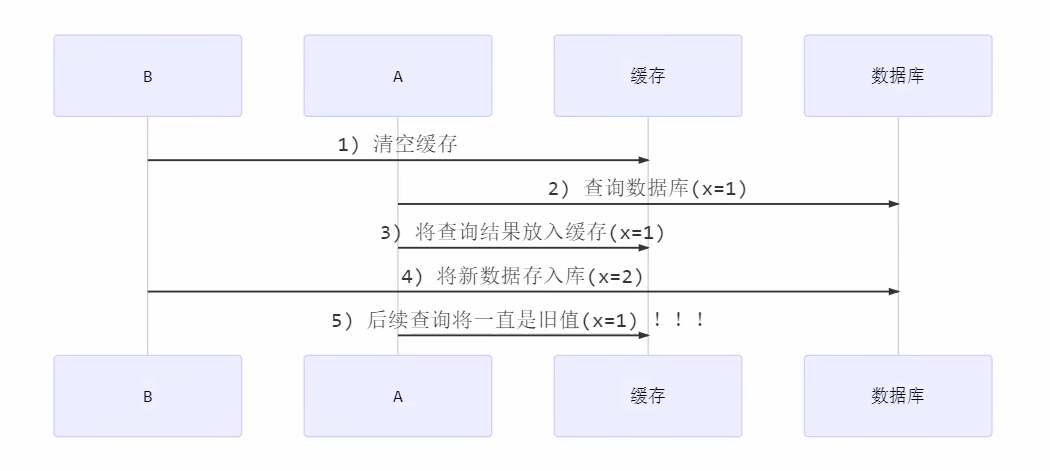 B
A
缓存
数据库
1) 清空缓存
2) 查询数据库(x=1)
3) 将查询结果放入缓存(x=1)
4) 将新数据存入库(x=2)
5) 后续查询将一直是旧值(x=1) ！！！
B
A
缓存
数据库